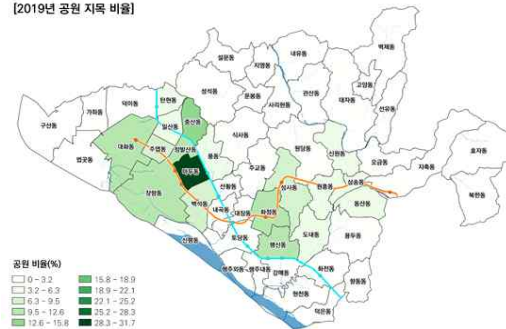 [2019년 공원 지목 비율]
벽제동
설문동
지영동
내유동
고양동
덕이동
탄현동
중산동
성석동
문봉동
사리현동
관산동
대자동
선유동
구산동
가좌동
일산동
식사동
대화동
주엽동
정발산동
풍동
원당동
신원동
오금동
지축동
효자동
법곳동
마두동
주교동
장항동
산황동
성사동
원흥동
삼송동
북한동
백석동
내곡동
대장동
화정동
동산동
신평동
토당동
행신동
도내동
용두동
행주외동
행주내동
강매동
화전동
향동동
현천동
덕은동
공원 비율(%)
0 – 3.2
3.2 – 6.3
6.3 – 9.5
9.5 – 12.6
12.6 – 15.8
15.8 – 18.9
18.9 – 22.1
22.1 – 25.2
25.2 – 28.3
28.3 – 31.7